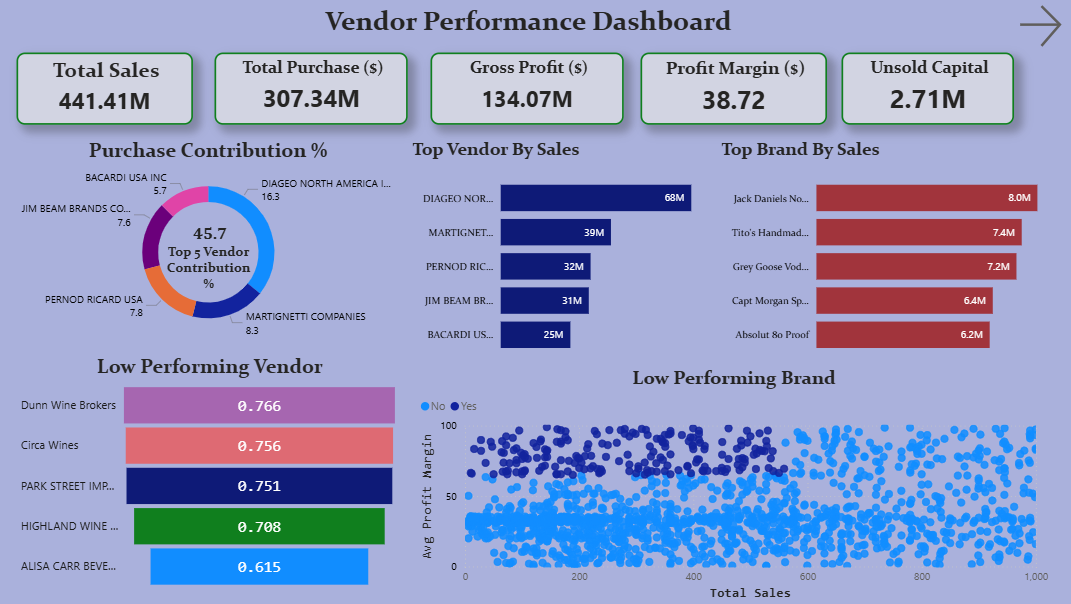 Vendor Performance Dashboard
Total Sales
441.41M
Total Purchase ($)
307.34M
Gross Profit ($)
134.07M
Profit Margin ($)
38.72
Unsold Capital
2.71M
Purchase Contribution %
BACARDI USA INC
5.7
DIAGEO NORTH AMERICA I...
16.3
JIM BEAM BRANDS CO...
7.6
45.7
Top 5 Vendor
Contribution
%
PERNOD RICARD USA
7.8
MARTIGNETTI COMPANIES
8.3
Top Vendor By Sales
DIAGEO NOR... 68M
MARTIGNET... 39M
PERNOD RIC... 32M
JIM BEAM BR... 31M
BACARDI US... 25M
Top Brand By Sales
Jack Daniels No... 8.0M
Tito's Handmad... 7.4M
Grey Goose Vod... 7.2M
Capt Morgan Sp... 6.4M
Absolut 80 Proof 6.2M
Low Performing Vendor
Dunn Wine Brokers 0.766
Circa Wines 0.756
PARK STREET IMP... 0.751
HIGHLAND WINE ... 0.708
ALISA CARR BEVE... 0.615
Low Performing Brand
No Yes
Avg Profit Margin
100
50
0
0 200 400 600 800 1,000
Total Sales